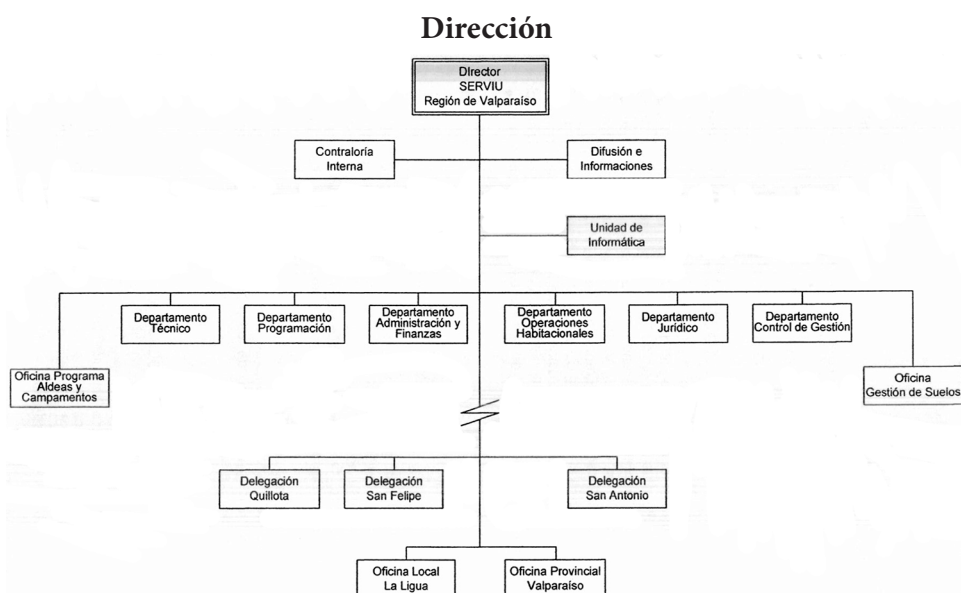 Dirección
DIrector
SERVIU
Región de Valparaíso
Contraloría
Interna
Difusión e
Informaciones
Unidad de
Informática
Departamento
Técnico
Departamento
Programación
Departamento
Administración y
Finanzas
Departamento
Operaciones
Habitacionales
Departamento
Jurídico
Departamento
Control de Gestión
Oficina Programa
Aldeas y
Campamentos
Oficina
Gestión de Suelos
Delegación
Quillota
Delegación
San Felipe
Delegación
San Antonio
Oficina Local
La Ligua
Oficina Provincial
Valparaíso